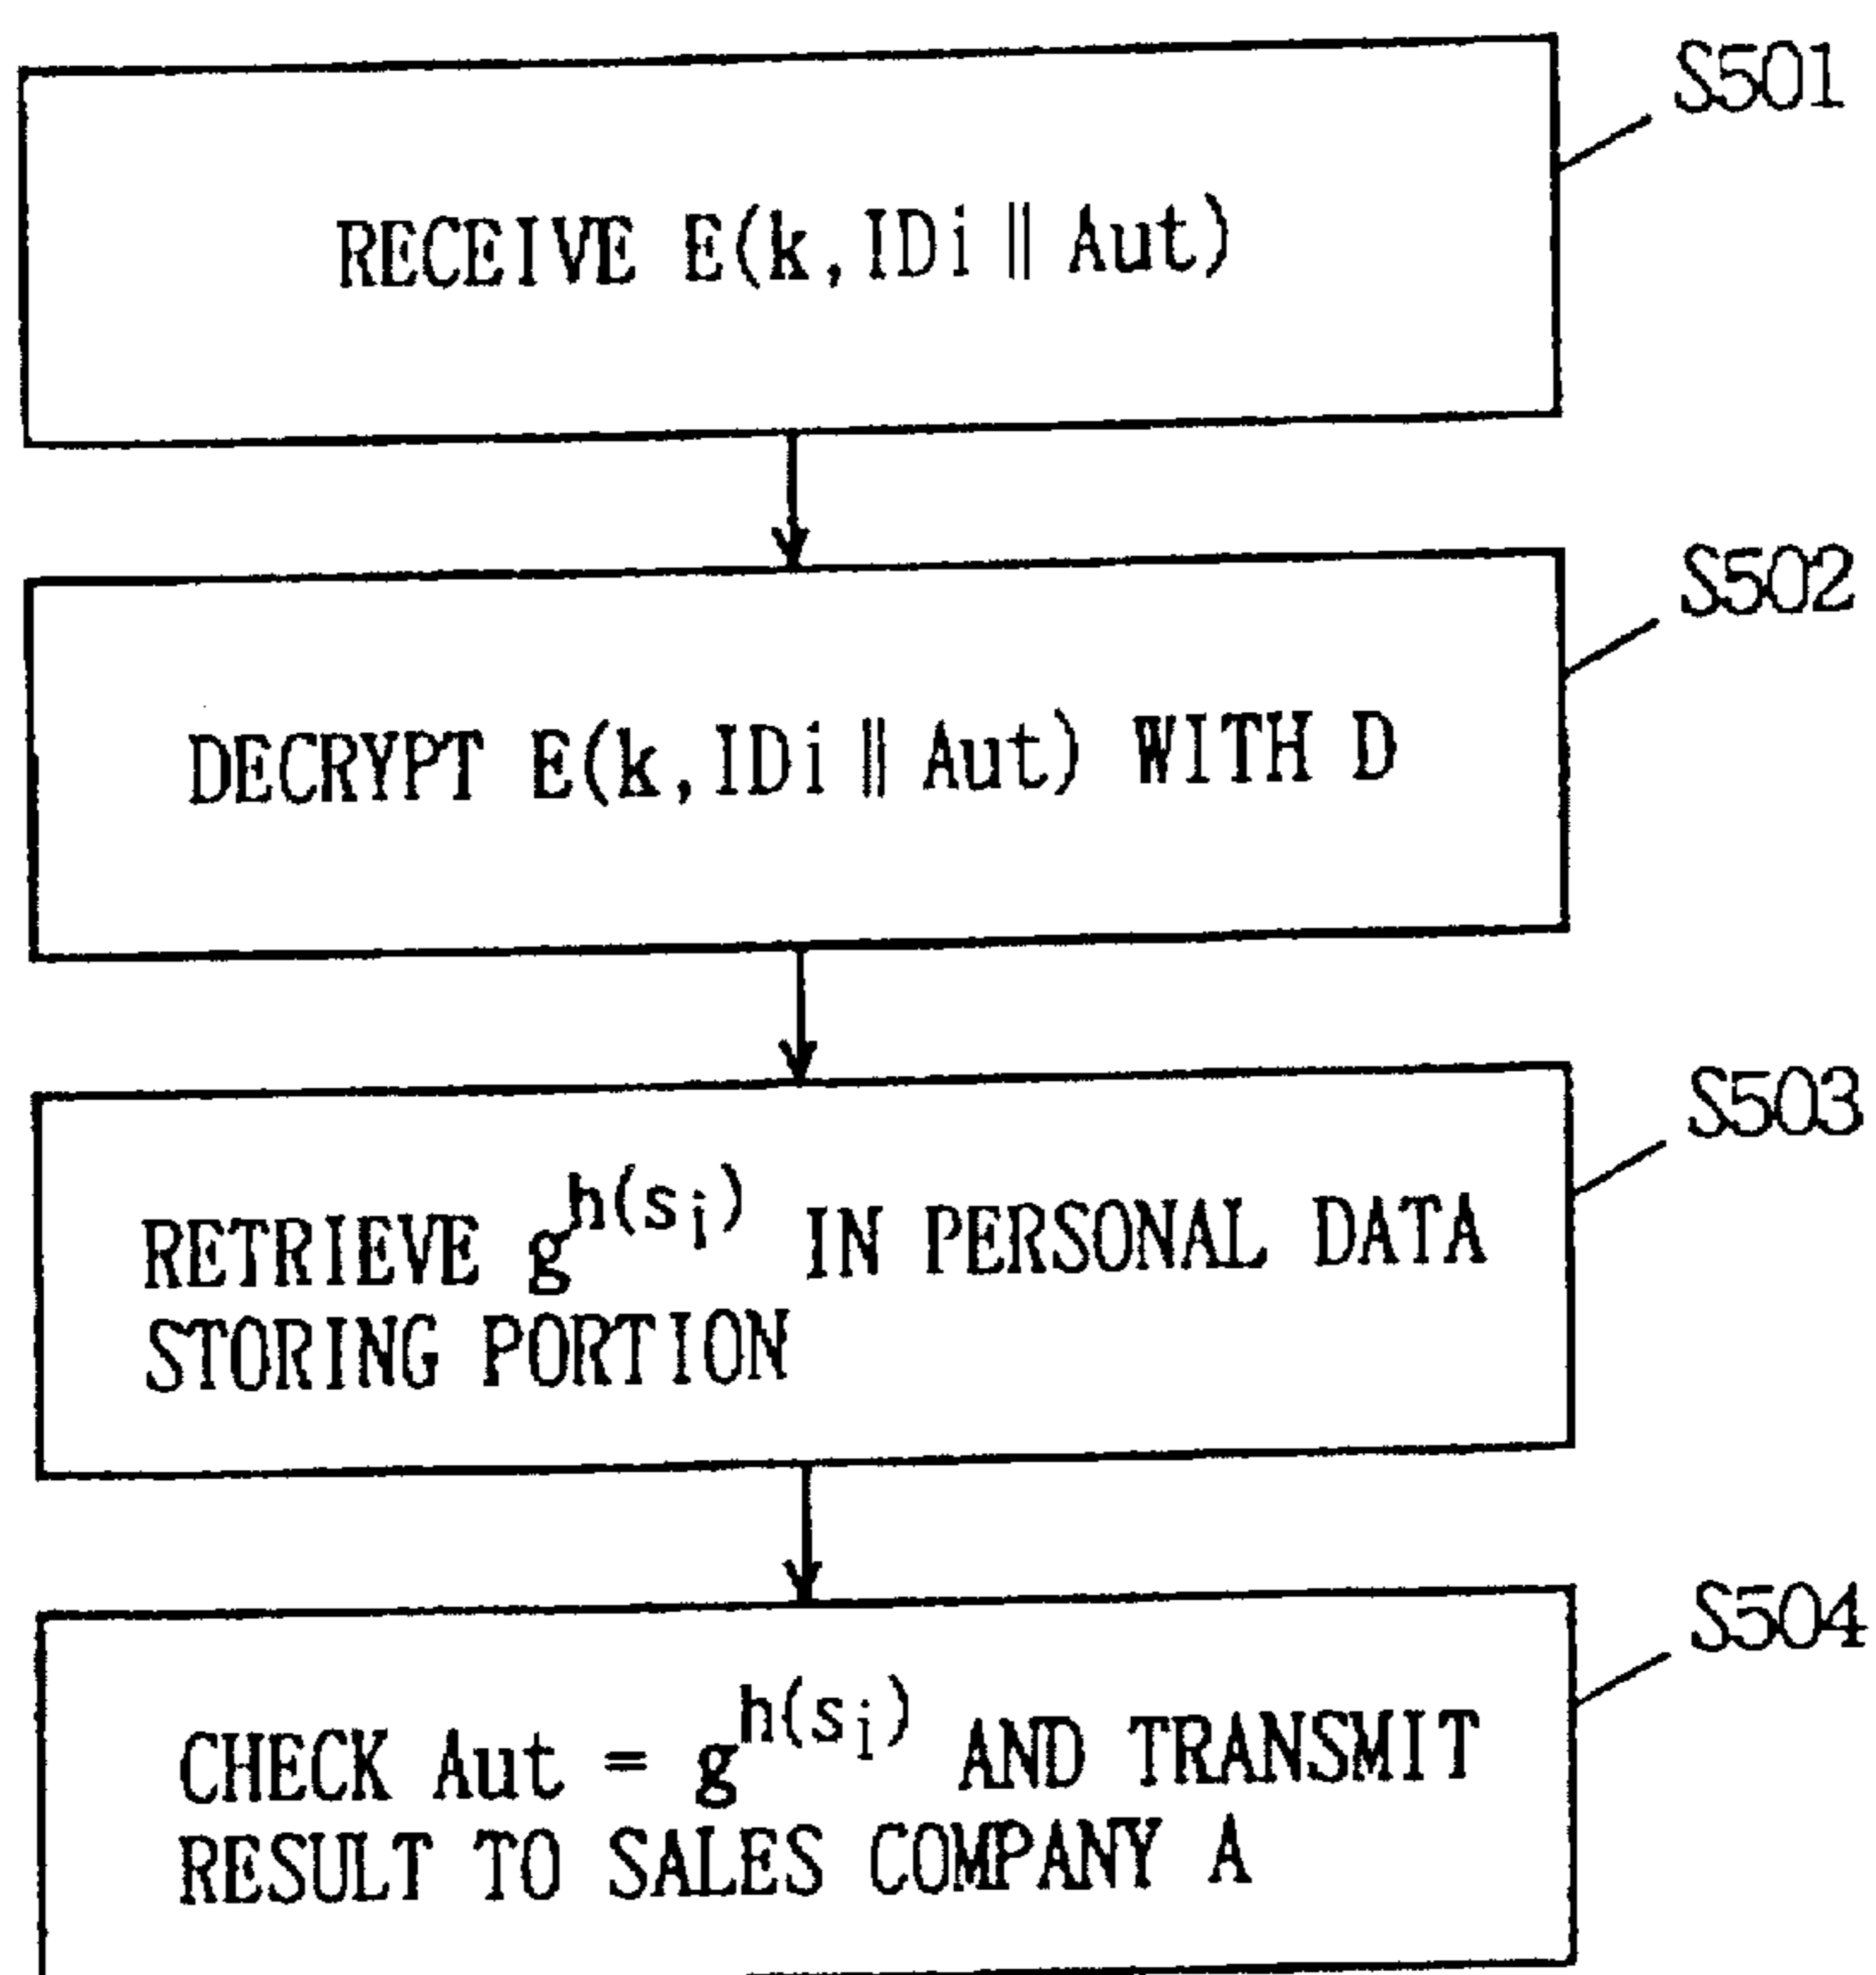 S501
RECEIVE E(k,IDi ‖ Aut)
S502
DECRYPT E(k,IDi ‖ Aut) WITH D
S503
RETRIEVE g^h(s_i) IN PERSONAL DATA
STORING PORTION
S504
CHECK Aut = g^h(s_i) AND TRANSMIT
RESULT TO SALES COMPANY A